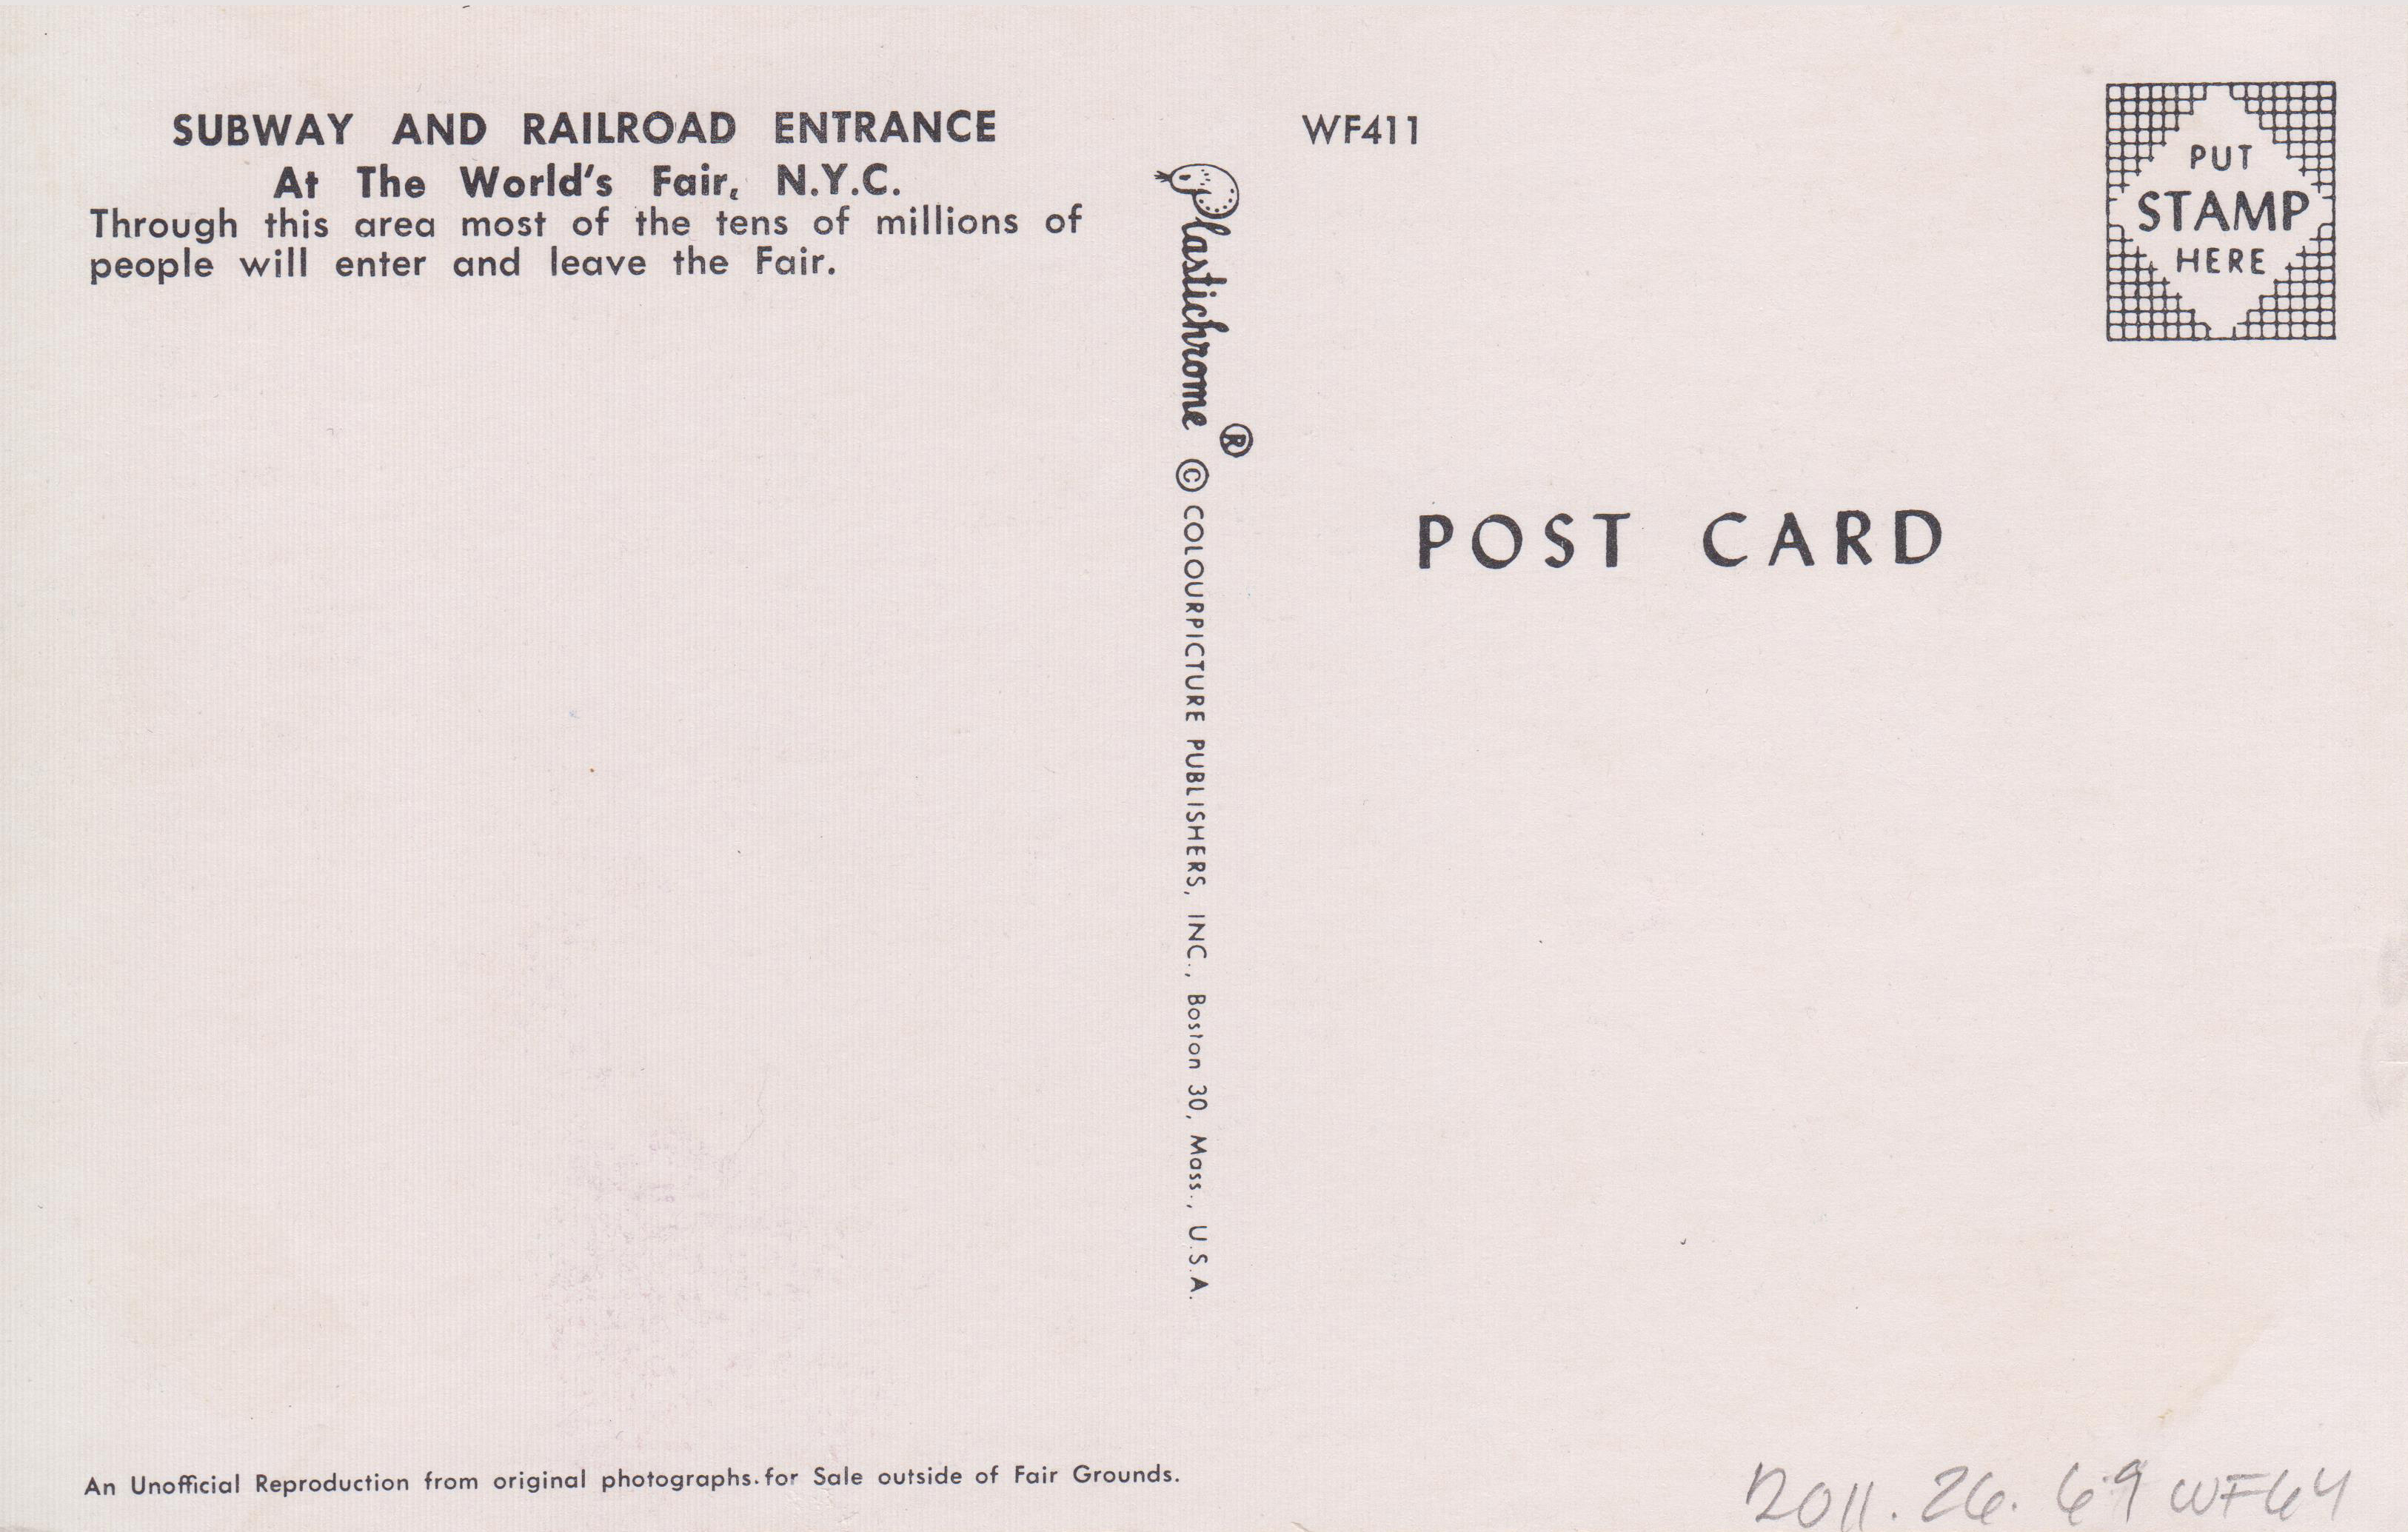 SUBWAY AND RAILROAD ENTRANCE
At The World's Fair, N.Y.C.
Through this area most of the tens of millions of
people will enter and leave the Fair.
An Unofficial Reproduction from original photographs. for Sale outside of Fair Grounds.
Plastichrome ® © COLOURPICTURE PUBLISHERS, INC., Boston 30, Mass., U.S.A.
WF411
PUT
STAMP
HERE
POST CARD
2011. 26. 69 WF64